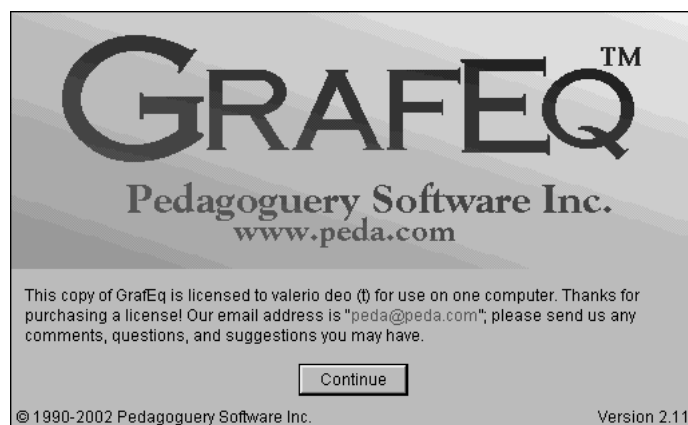 GRAFEQ™
Pedagoguery Software Inc.
www.peda.com
This copy of GrafEq is licensed to valerio deo (t) for use on one computer. Thanks for
purchasing a license! Our email address is "peda@peda.com"; please send us any
comments, questions, and suggestions you may have.
Continue
© 1990-2002 Pedagoguery Software Inc.
Version 2.11